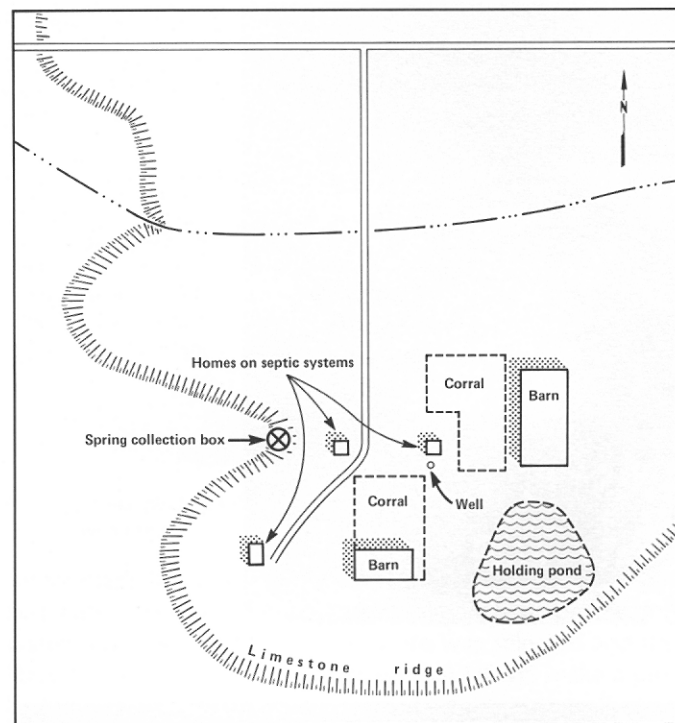 N
Homes on septic systems
Corral
Barn
Spring collection box
Well
Corral
Barn
Holding pond
Limestone ridge